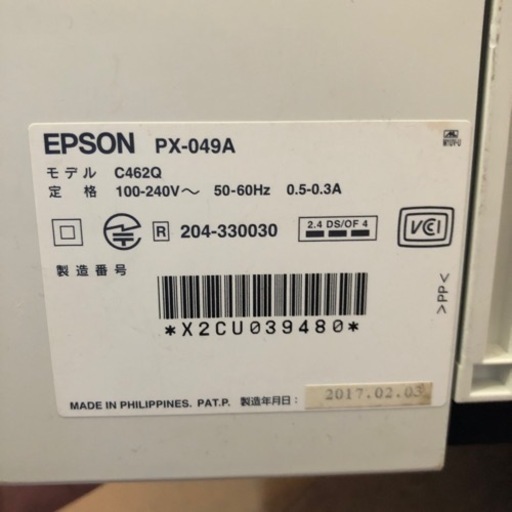 EPSON PX-049A
モデル C462Q
定格 100-240V～ 50-60Hz 0.5-0.3A
R 204-330030
2.4 DS/OF 4
VCI
製造番号
*X2CU039480*
MADE IN PHILIPPINES. PAT.P. 製造年月日：
2017.02.03
>PP<